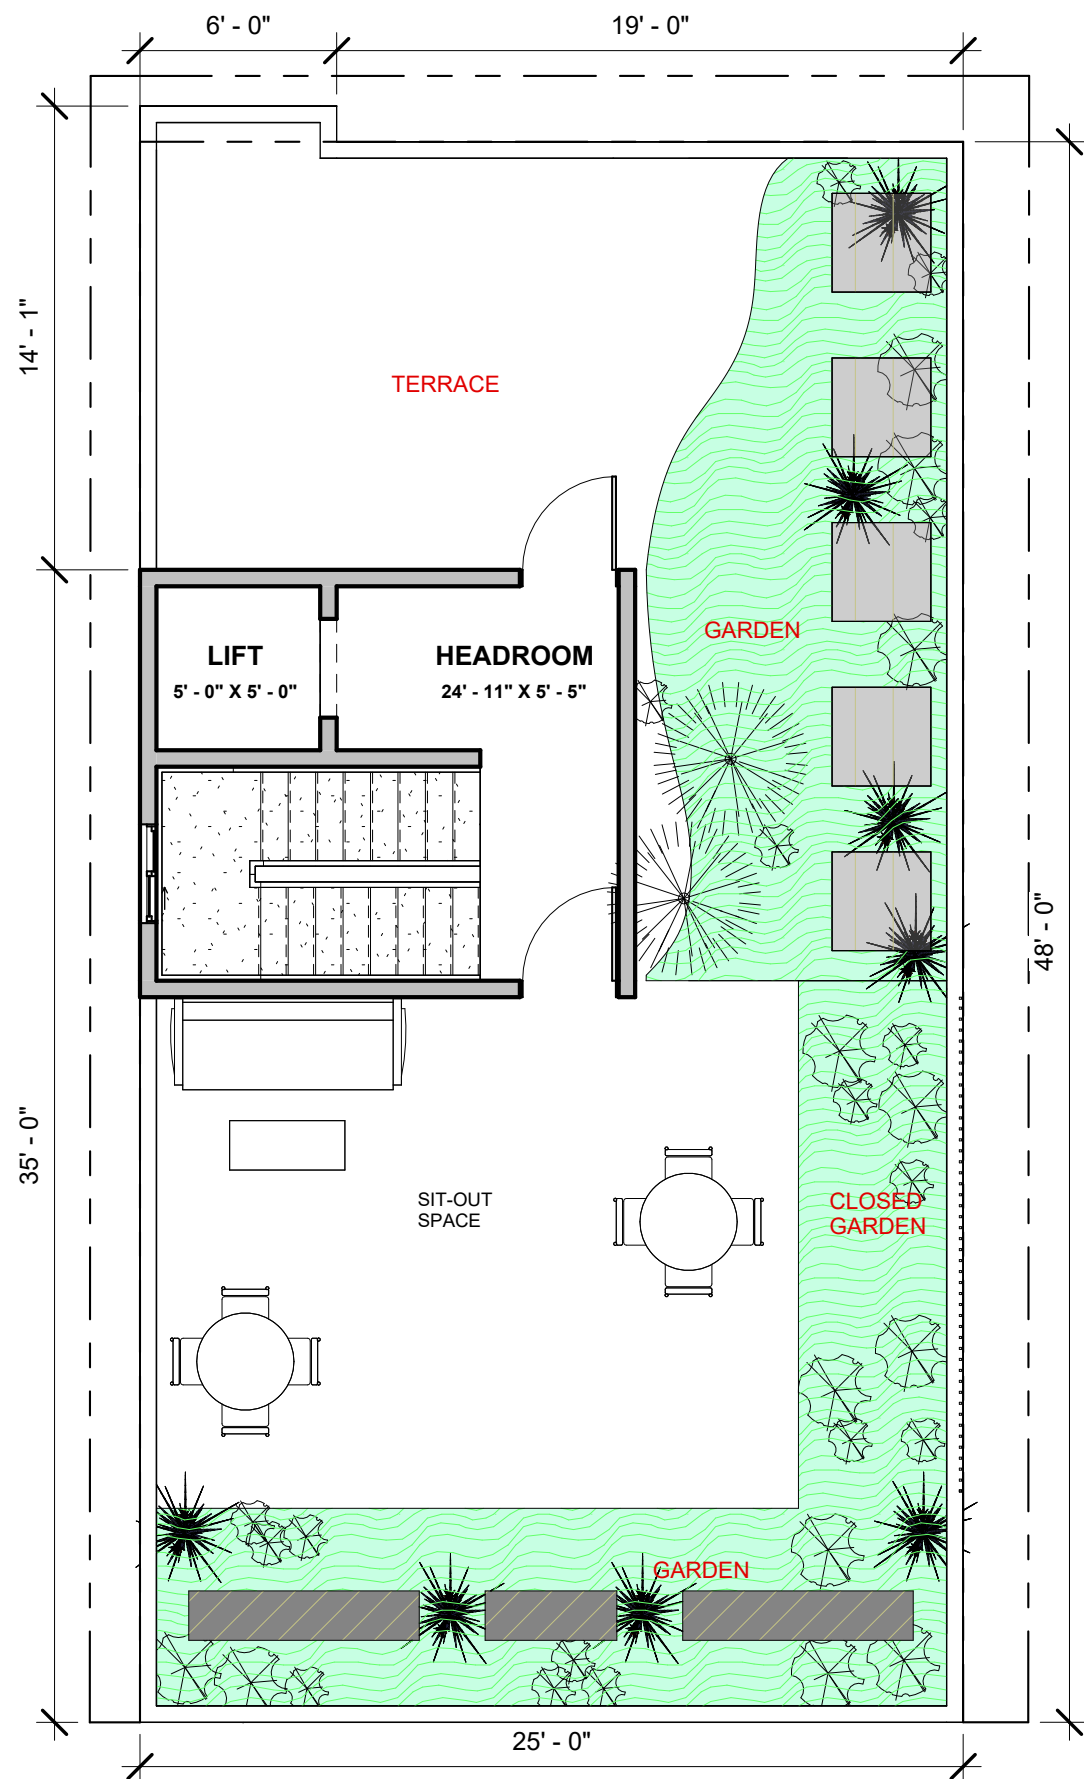 6' - 0"
19' - 0"
14' - 1"
TERRACE
GARDEN
LIFT
5' - 0" X 5' - 0"
HEADROOM
24' - 11" X 5' - 5"
48' - 0"
35' - 0"
SIT-OUT
SPACE
CLOSED
GARDEN
GARDEN
25' - 0"